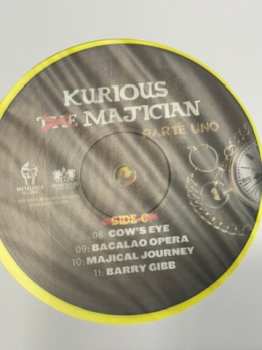 KURIOUS
THE MAJICIAN
PARTE UNO
SIDE-C
08: COW'S EYE
09: BACALAO OPERA
10: MAJICAL JOURNEY
11: BARRY GIBB